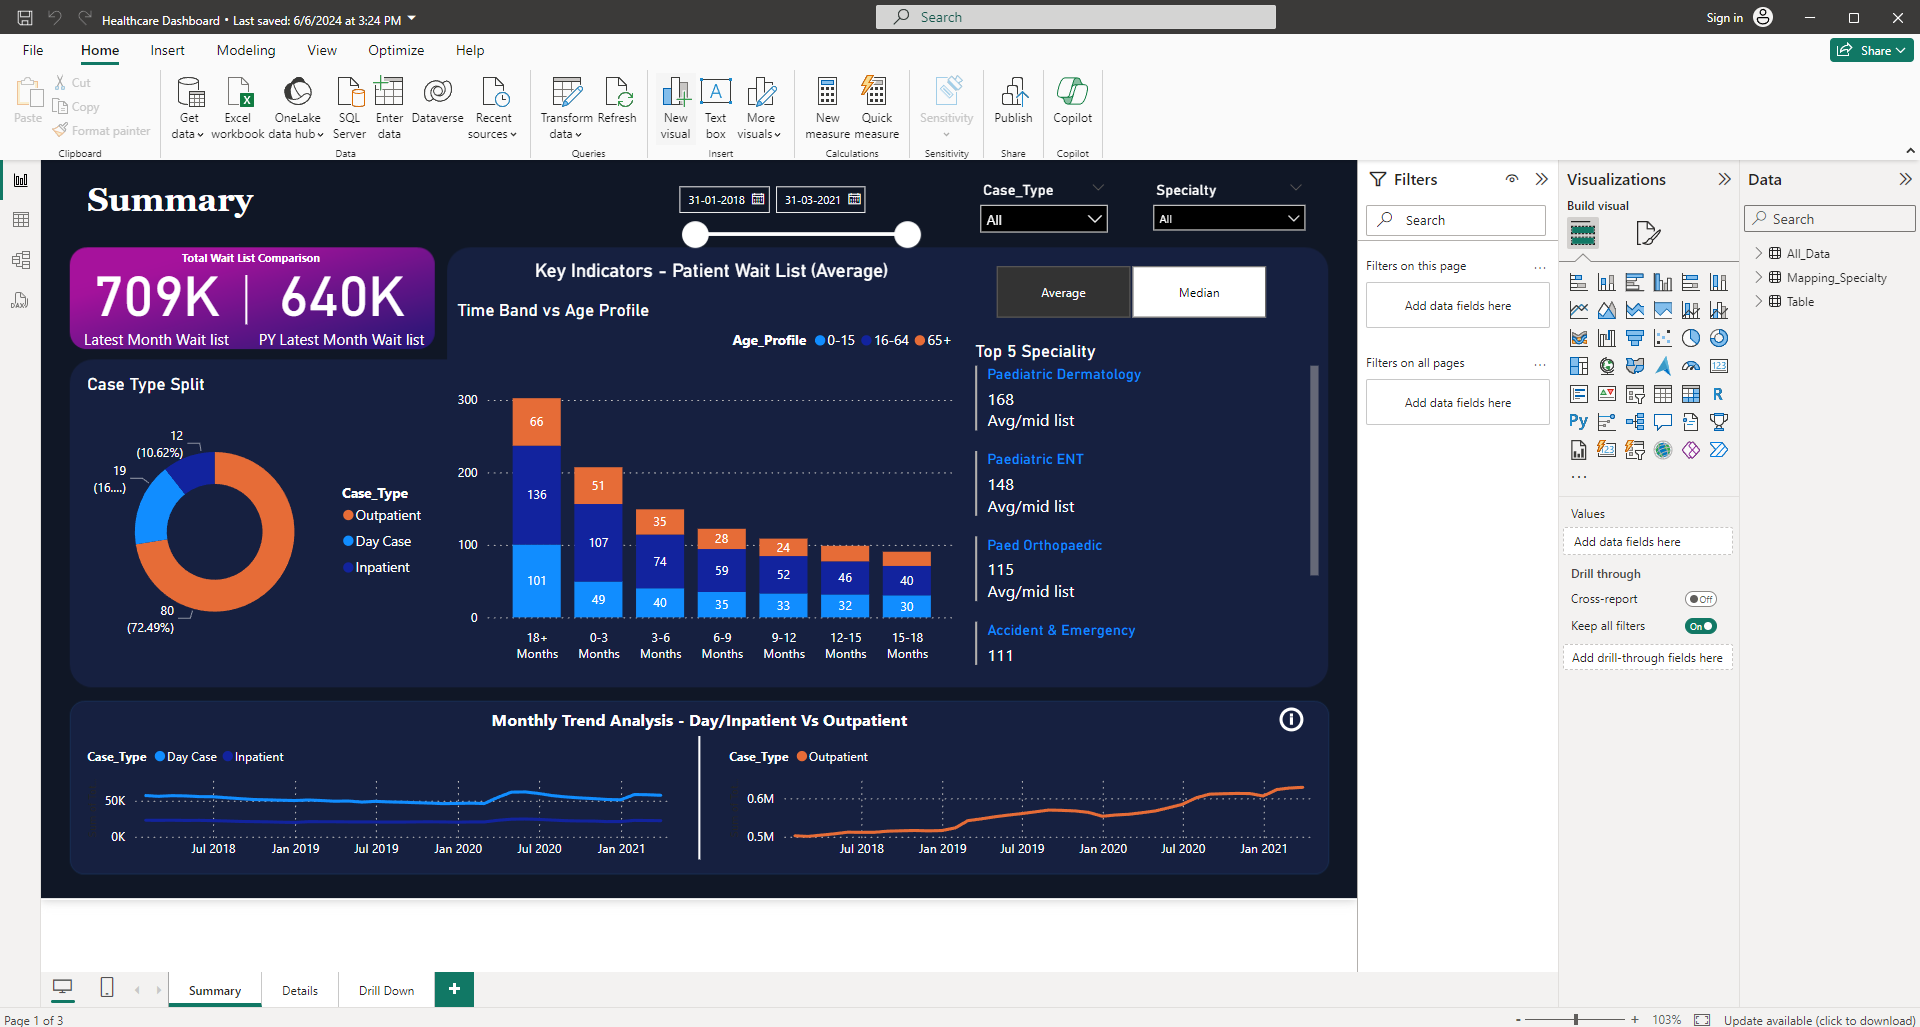 Healthcare Dashboard • Last saved: 6/6/2024 at 3:24 PM
Search
Sign in
File Home Insert Modeling View Optimize Help
Share
Paste
Cut
Copy
Format painter
Clipboard
Get data
Excel workbook
OneLake data hub
SQL Server
Enter data
Dataverse
Recent sources
Data
Transform data
Refresh
Queries
New visual
Text box
More visuals
Insert
New measure
Quick measure
Calculations
Sensitivity
Sensitivity
Publish
Share
Copilot
Copilot
Summary
31-01-2018
31-03-2021
Case_Type
All
Specialty
All
Total Wait List Comparison
709K
640K
Latest Month Wait list
PY Latest Month Wait list
Case Type Split
12
(10.62%)
19
(16....)
80
(72.49%)
Case_Type
Outpatient
Day Case
Inpatient
Key Indicators - Patient Wait List (Average)
Time Band vs Age Profile
Age_Profile 0-15 16-64 65+
300
200
100
0
66
136
101
51
107
49
35
74
40
28
59
35
24
52
33
46
32
40
30
18+ Months
0-3 Months
3-6 Months
6-9 Months
9-12 Months
12-15 Months
15-18 Months
Average
Median
Top 5 Speciality
Paediatric Dermatology
168
Avg/mid list
Paediatric ENT
148
Avg/mid list
Paed Orthopaedic
115
Avg/mid list
Accident & Emergency
111
Monthly Trend Analysis - Day/Inpatient Vs Outpatient
Case_Type Day Case Inpatient
50K
0K
Jul 2018 Jan 2019 Jul 2019 Jan 2020 Jul 2020 Jan 2021
Case_Type Outpatient
0.6M
0.5M
Jul 2018 Jan 2019 Jul 2019 Jan 2020 Jul 2020 Jan 2021
Filters
Search
Filters on this page ...
Add data fields here
Filters on all pages ...
Add data fields here
Visualizations
Build visual
123
R
Py
123
...
Values
Add data fields here
Drill through
Cross-report
Off
Keep all filters
On
Add drill-through fields here
Data
Search
All_Data
Mapping_Specialty
Table
DAX
Summary
Details
Drill Down
+
Page 1 of 3
- + 103%
Update available (click to download)